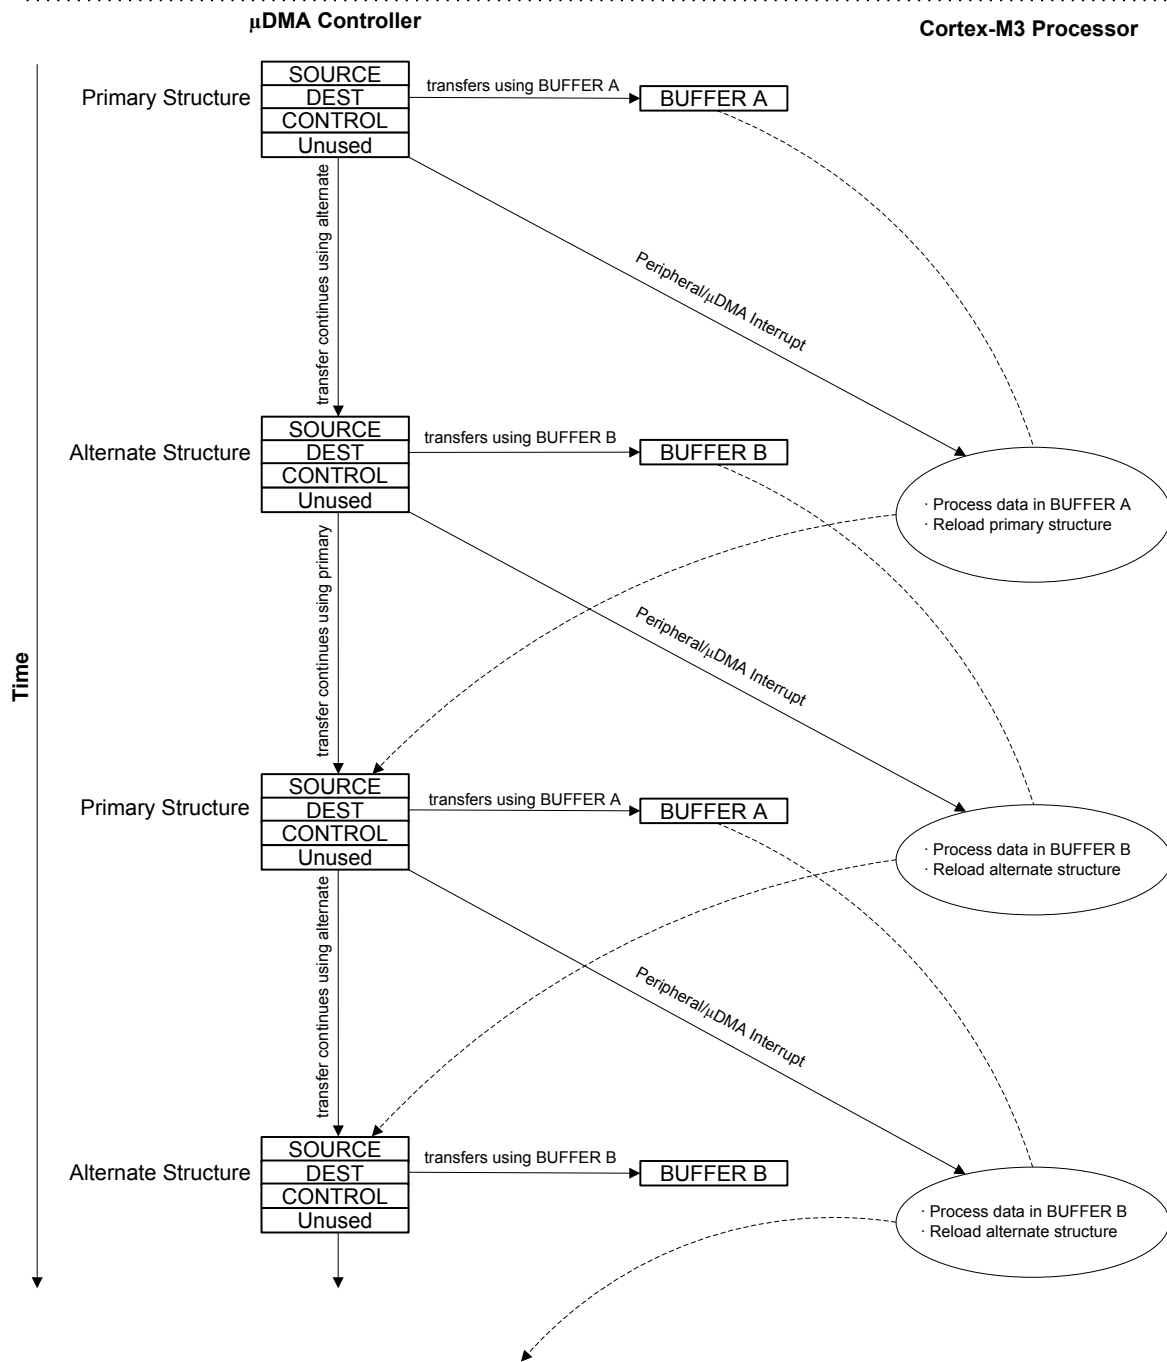 μDMA Controller
Cortex-M3 Processor
Primary Structure
SOURCE
DEST
CONTROL
Unused
transfers using BUFFER A
BUFFER A
transfer continues using alternate
Peripheral/μDMA Interrupt
Alternate Structure
SOURCE
DEST
CONTROL
Unused
transfers using BUFFER B
BUFFER B
· Process data in BUFFER A
· Reload primary structure
transfer continues using primary
Peripheral/μDMA Interrupt
Time
Primary Structure
SOURCE
DEST
CONTROL
Unused
transfers using BUFFER A
BUFFER A
· Process data in BUFFER B
· Reload alternate structure
transfer continues using alternate
Peripheral/μDMA Interrupt
Alternate Structure
SOURCE
DEST
CONTROL
Unused
transfers using BUFFER B
BUFFER B
· Process data in BUFFER B
· Reload alternate structure